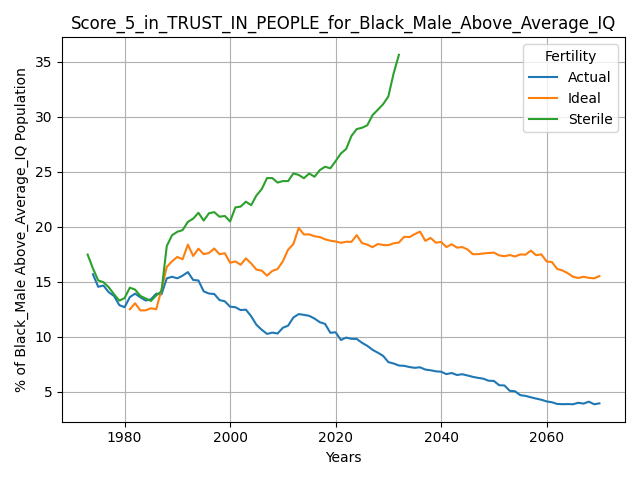 Score_5_in_TRUST_IN_PEOPLE_for_Black_Male_Above_Average_IQ
% of Black_Male Above_Average_IQ Population
35
30
25
20
15
10
5
Fertility
Actual
Ideal
Sterile
1980
2000
2020
2040
2060
Years